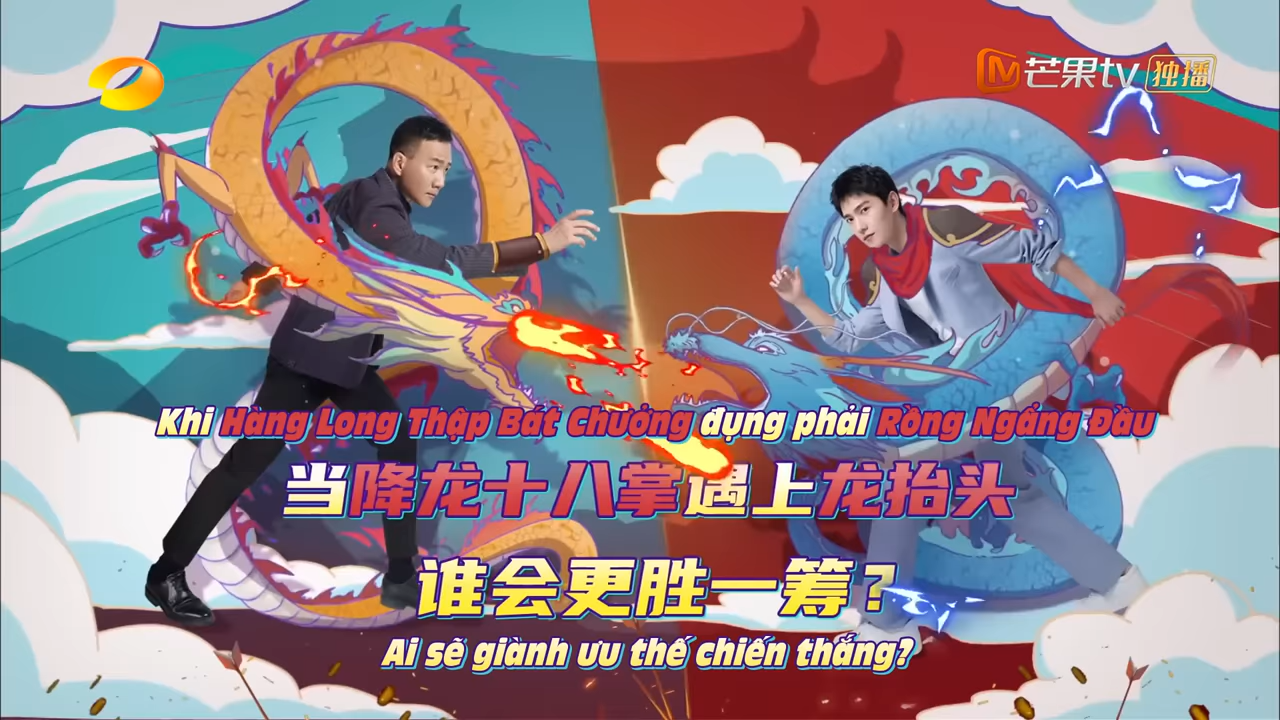 芒果tv 独播
Khi Hàng Long Thập Bát Chưởng đụng phải Rồng Ngẩng Đầu
当降龙十八掌遇上龙抬头
谁会更胜一筹？
Ai sẽ giành ưu thế chiến thắng?